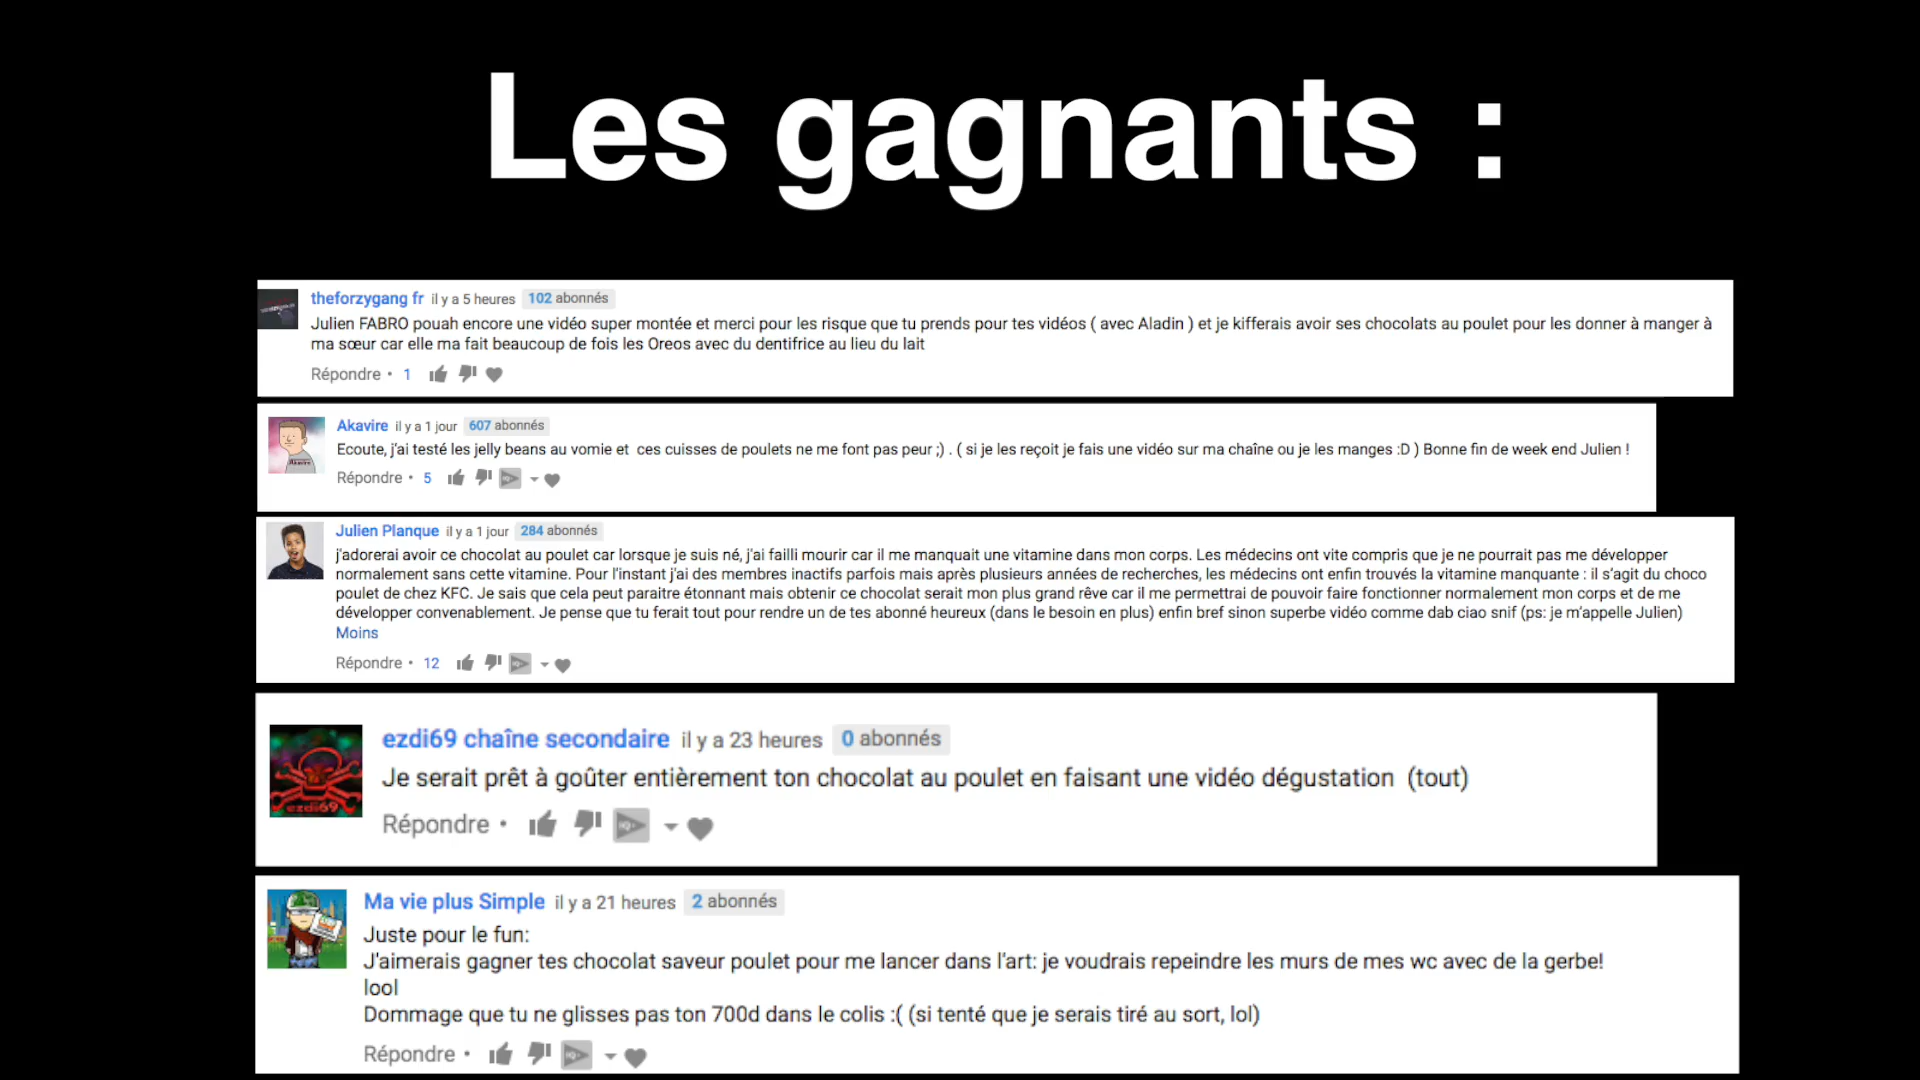 Les gagnants :
theforzygang fr il y a 5 heures 102 abonnés
Julien FABRO pouah encore une vidéo super montée et merci pour les risque que tu prends pour tes vidéos ( avec Aladin ) et je kifferais avoir ses chocolats au poulet pour les donner à manger à
ma sœur car elle ma fait beaucoup de fois les Oreos avec du dentifrice au lieu du lait
Répondre • 1
Akavire il y a 1 jour 607 abonnés
Ecoute, j'ai testé les jelly beans au vomie et ces cuisses de poulets ne me font pas peur ;) . ( si je les reçoit je fais une vidéo sur ma chaîne ou je les manges :D ) Bonne fin de week end Julien !
Répondre • 5
Julien Planque il y a 1 jour 284 abonnés
j'adorerai avoir ce chocolat au poulet car lorsque je suis né, j'ai failli mourir car il me manquait une vitamine dans mon corps. Les médecins ont vite compris que je ne pourrait pas me développer
normalement sans cette vitamine. Pour l'instant j'ai des membres inactifs parfois mais après plusieurs années de recherches, les médecins ont enfin trouvés la vitamine manquante : il s'agit du choco
poulet de chez KFC. Je sais que cela peut paraitre étonnant mais obtenir ce chocolat serait mon plus grand rêve car il me permettrai de pouvoir faire fonctionner normalement mon corps et de me
développer convenablement. Je pense que tu ferait tout pour rendre un de tes abonné heureux (dans le besoin en plus) enfin bref sinon superbe vidéo comme dab ciao snif (ps: je m'appelle Julien)
Moins
Répondre • 12
ezdi69
ezdi69 chaîne secondaire il y a 23 heures 0 abonnés
Je serait prêt à goûter entièrement ton chocolat au poulet en faisant une vidéo dégustation (tout)
Répondre •
Ma vie plus Simple il y a 21 heures 2 abonnés
Juste pour le fun:
J'aimerais gagner tes chocolat saveur poulet pour me lancer dans l'art: je voudrais repeindre les murs de mes wc avec de la gerbe!
lool
Dommage que tu ne glisses pas ton 700d dans le colis :( (si tenté que je serais tiré au sort, lol)
Répondre •